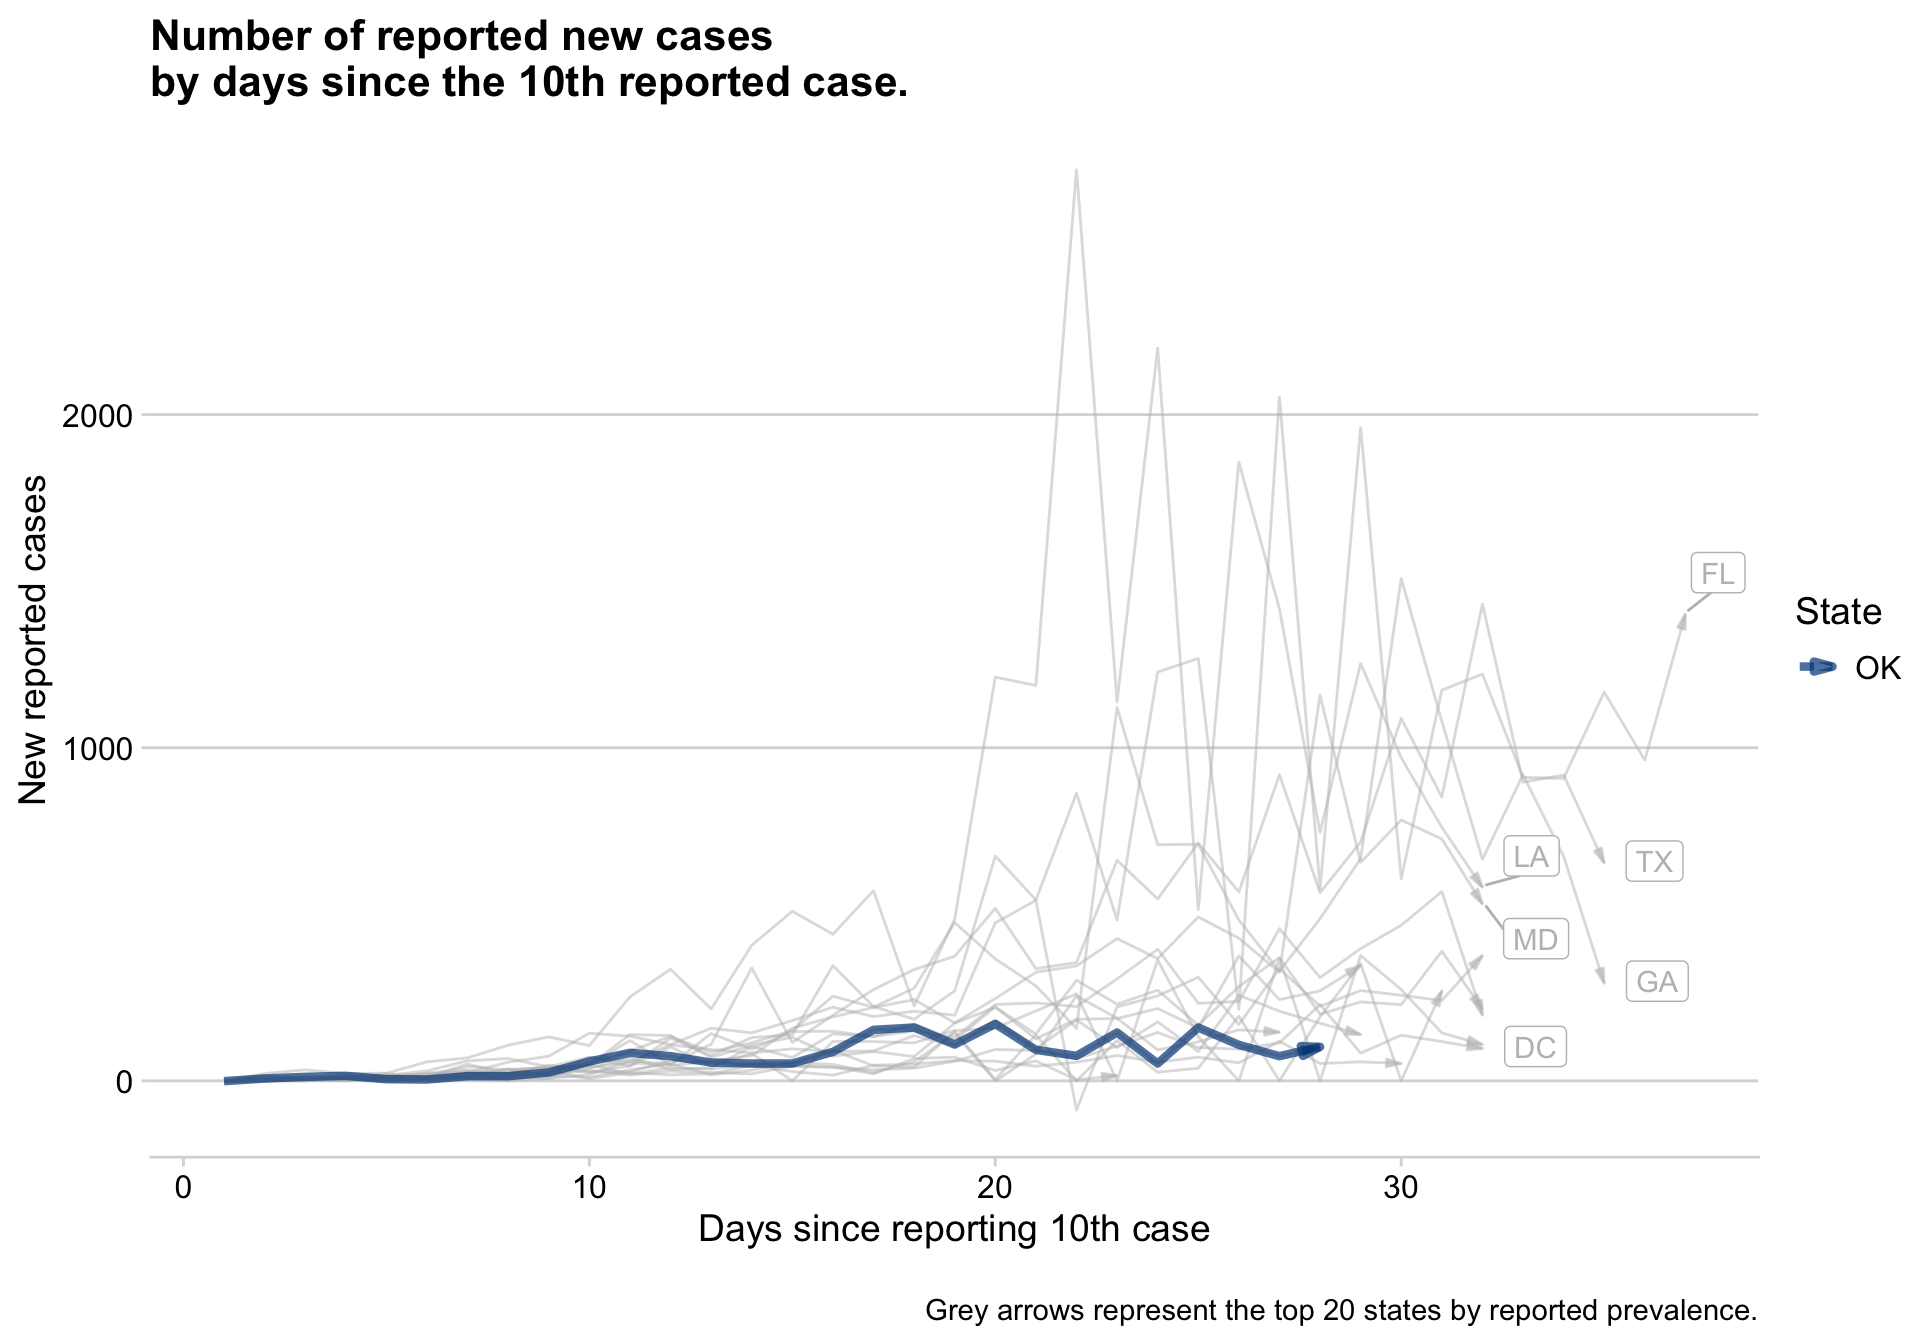 Number of reported new cases
by days since the 10th reported case.
New reported cases
2000
1000
0
0
10
20
30
Days since reporting 10th case
FL
LA
TX
MD
GA
DC
State
OK
Grey arrows represent the top 20 states by reported prevalence.